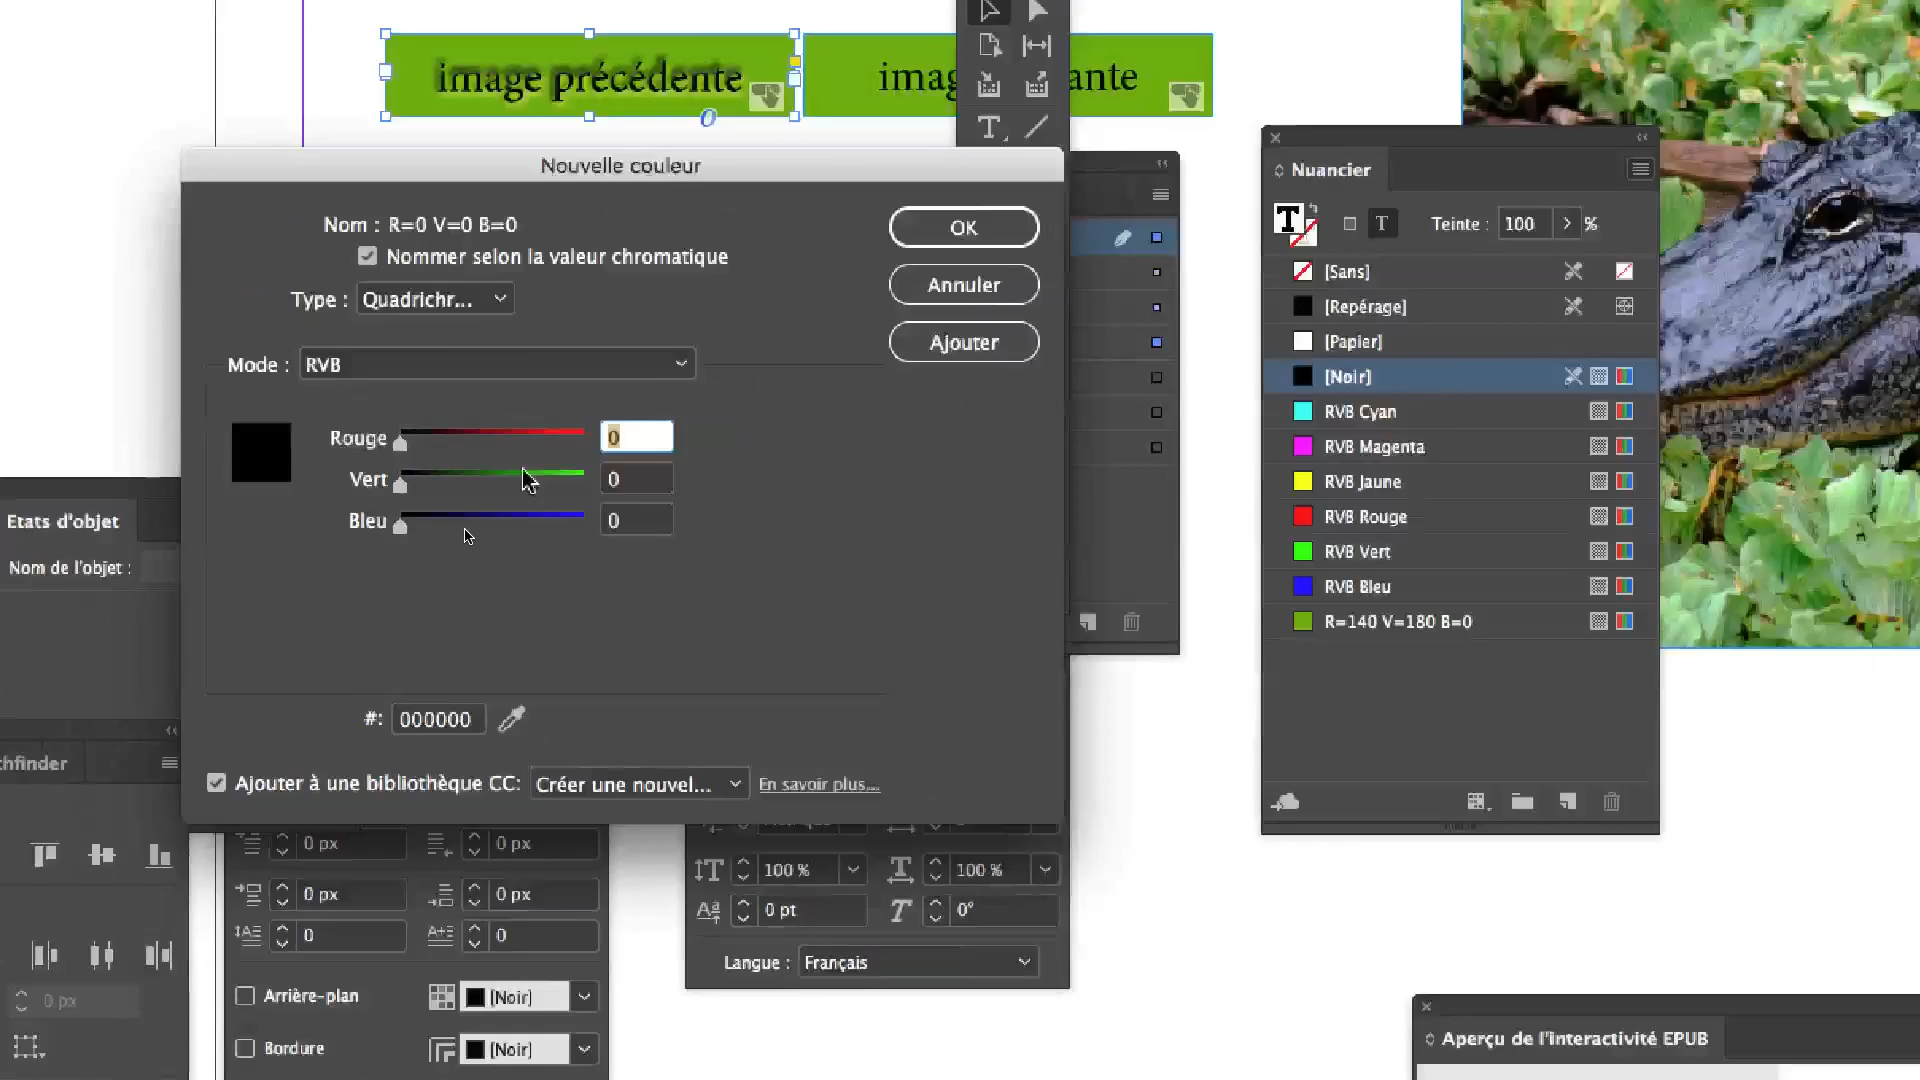 image précédente
T
Nouvelle couleur
Nom : R=0 V=0 B=0
Nommer selon la valeur chromatique
Type : Quadrichr...
OK
Annuler
Ajouter
Mode : RVB
Rouge 0
Vert 0
Bleu 0
#: 000000
Ajouter à une bibliothèque CC: Créer une nouvel... En savoir plus...
Nuancier
T T Teinte : 100 %
[Sans]
[Repérage]
[Papier]
[Noir]
RVB Cyan
RVB Magenta
RVB Jaune
RVB Rouge
RVB Vert
RVB Bleu
R=140 V=180 B=0
Etats d'objet
Nom de l'objet :
0 px
0 px 0 px
0 px 0 px
0 0
Arrière-plan [Noir]
Bordure [Noir]
100 % 100 %
0 pt 0°
Langue : Français
Aperçu de l'interactivité EPUB